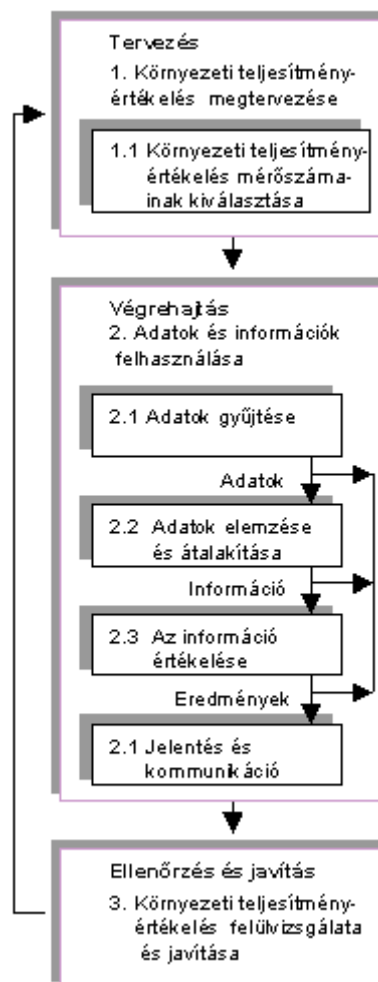 Tervezés
1. Környezeti teljesítmény-
értékelés megtervezése
1.1 Környezeti teljesítmény-
értékelés mérőszáma-
inak kiválasztása
Végrehajtás
2. Adatok és információk
felhasználása
2.1 Adatok gyűjtése
Adatok
2.2 Adatok elemzése
és átalakítása
Információ
2.3 Az információ
értékelése
Eredmények
2.1 Jelentés és
kommunikáció
Ellenőrzés és javítás
3. Környezeti teljesítmény-
értékelés felülvizsgálata
és javítása